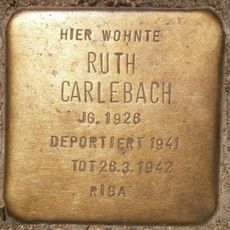 HIER WOHNTE
RUTH
CARLEBACH
JG. 1926
DEPORTIERT 1941
TOT 26.3.1942
RIGA